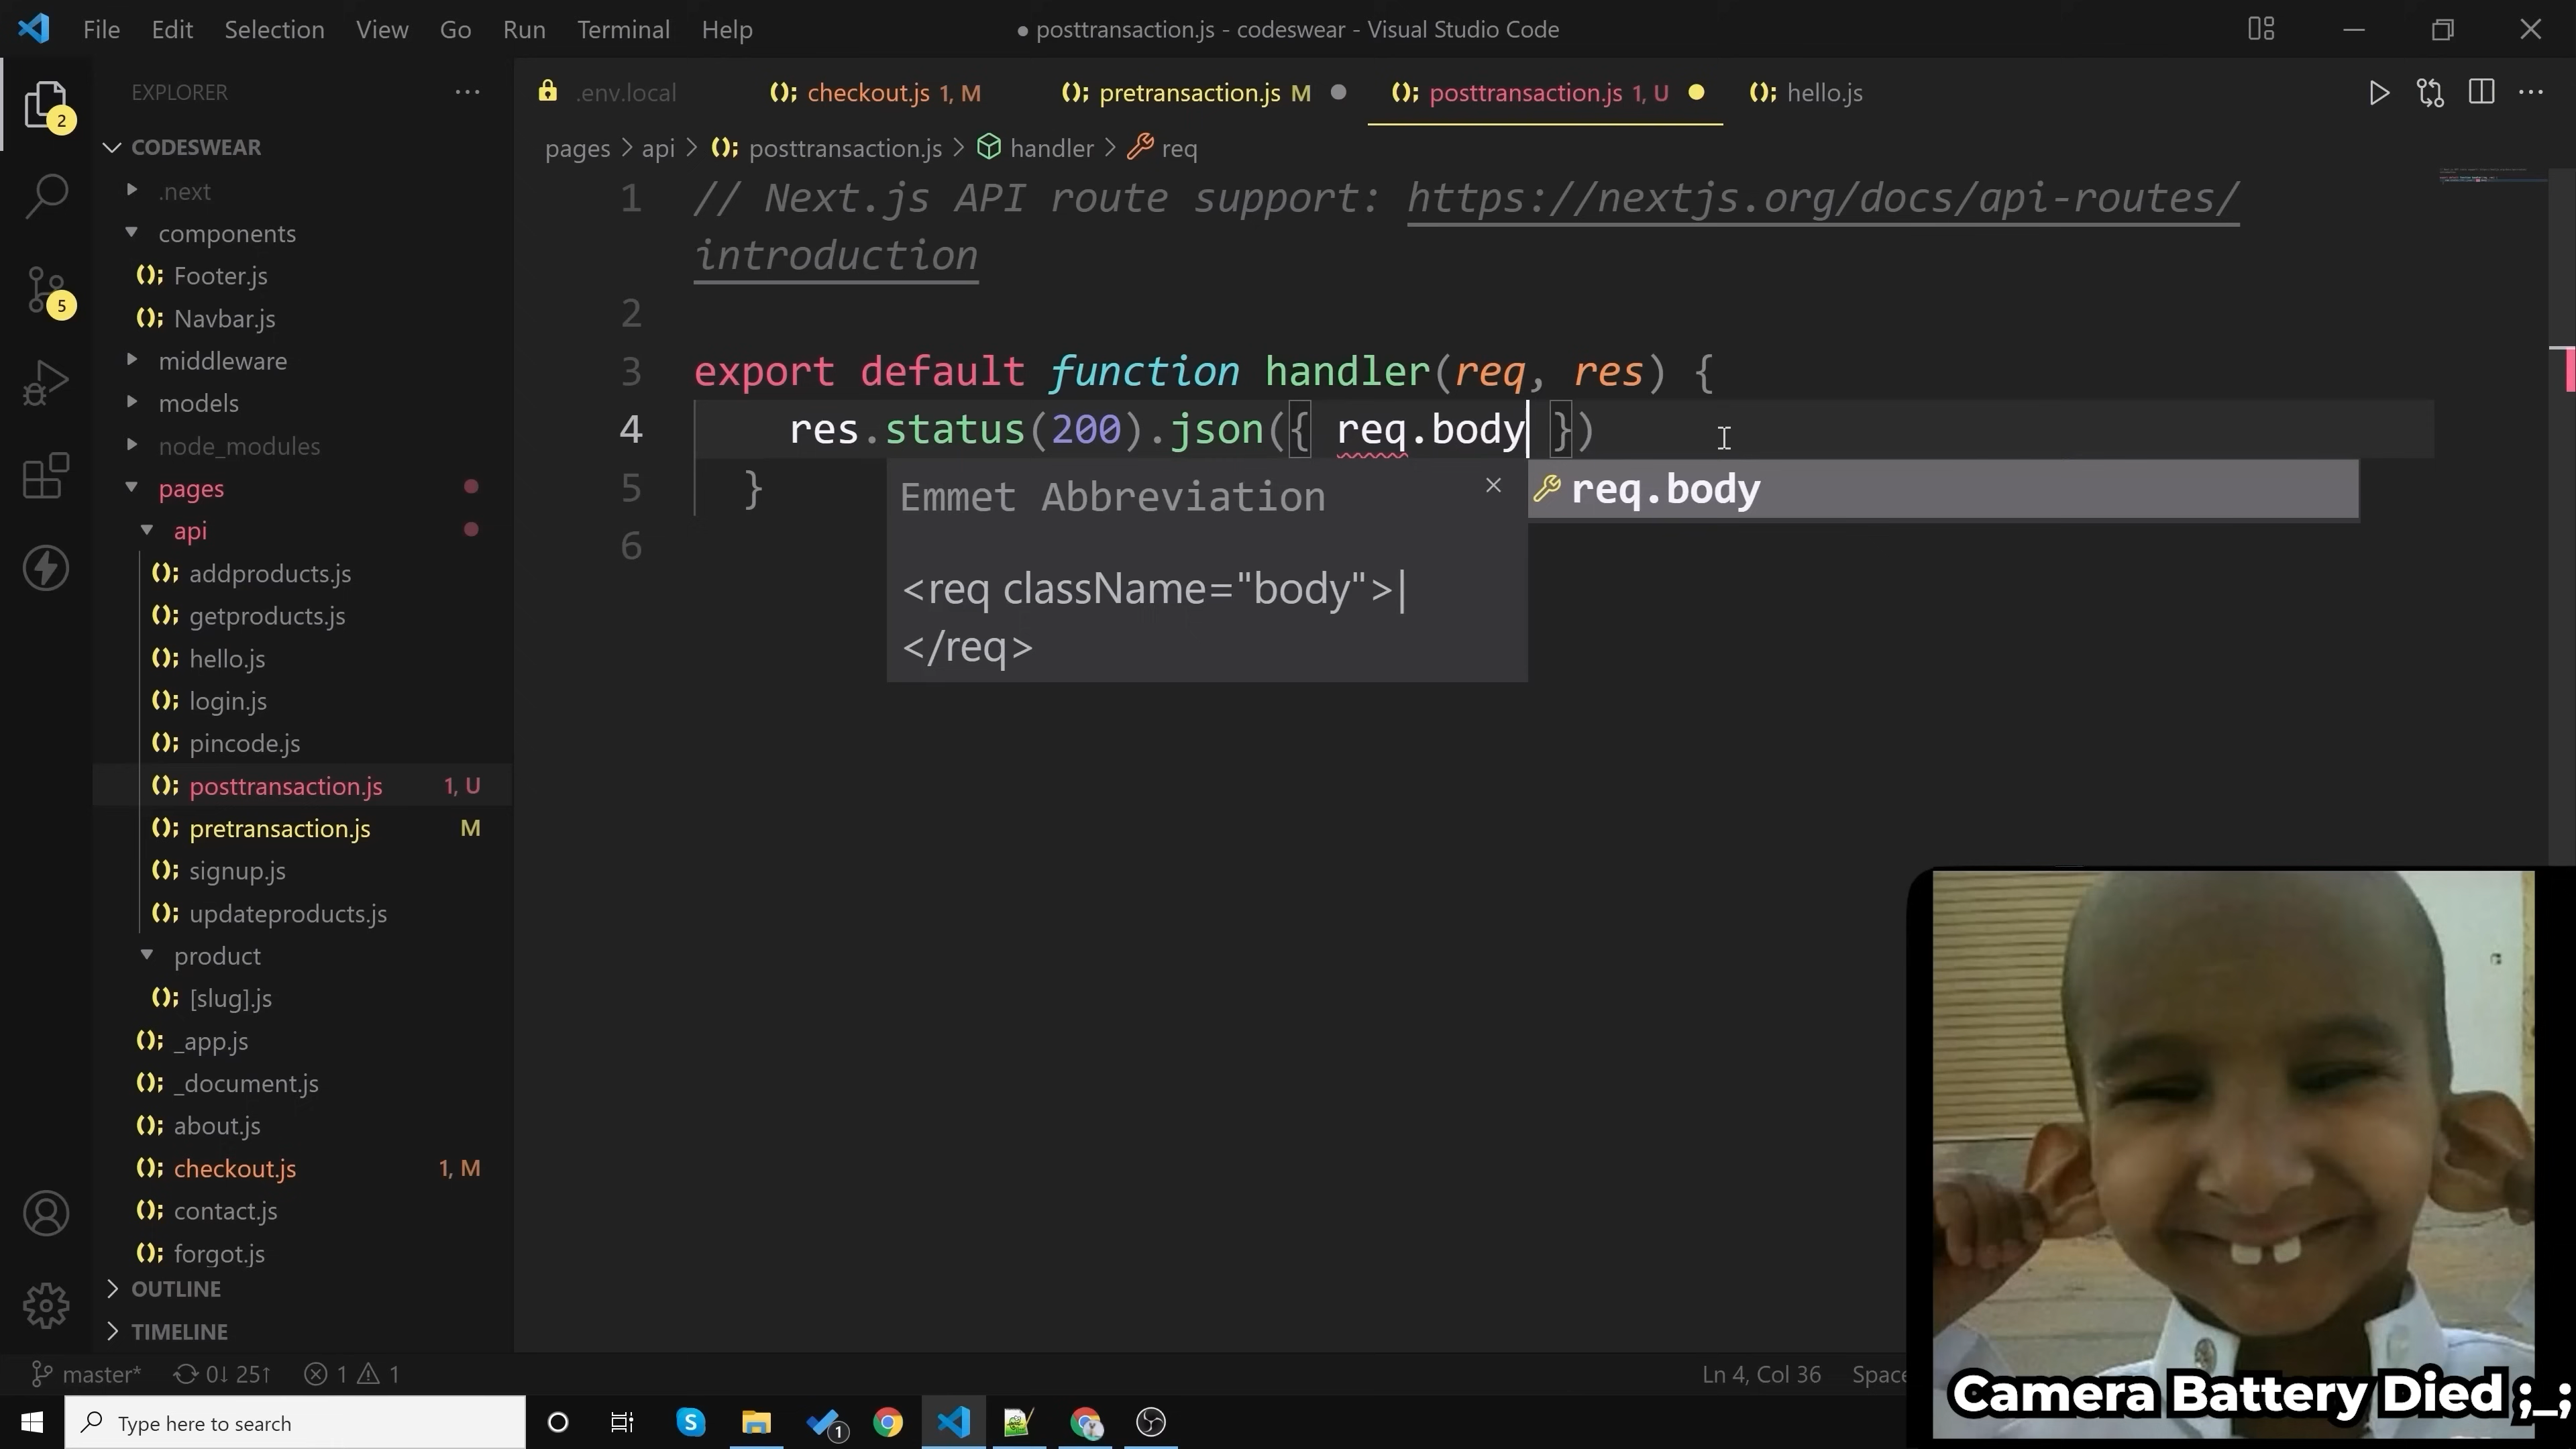 File Edit Selection View Go Run Terminal Help
● posttransaction.js - codeswear - Visual Studio Code
EXPLORER
.env.local
checkout.js 1, M
pretransaction.js M
posttransaction.js 1, U
hello.js
2
CODESWEAR
pages > api > posttransaction.js > handler > req
.next
components
Footer.js
Navbar.js
5
middleware
models
node_modules
pages
api
addproducts.js
getproducts.js
hello.js
login.js
pincode.js
posttransaction.js 1, U
pretransaction.js M
signup.js
updateproducts.js
product
[slug].js
_app.js
_document.js
about.js
checkout.js 1, M
contact.js
forgot.js
OUTLINE
TIMELINE
1 // Next.js API route support: https://nextjs.org/docs/api-routes/
introduction
2
3 export default function handler(req, res) {
4 res.status(200).json({ req.body })
5 }
6
Emmet Abbreviation
<req className="body">|
</req>
req.body
master* 0↓ 25↑ 1 1
Ln 4, Col 36
Camera Battery Died ;_;
Type here to search
1